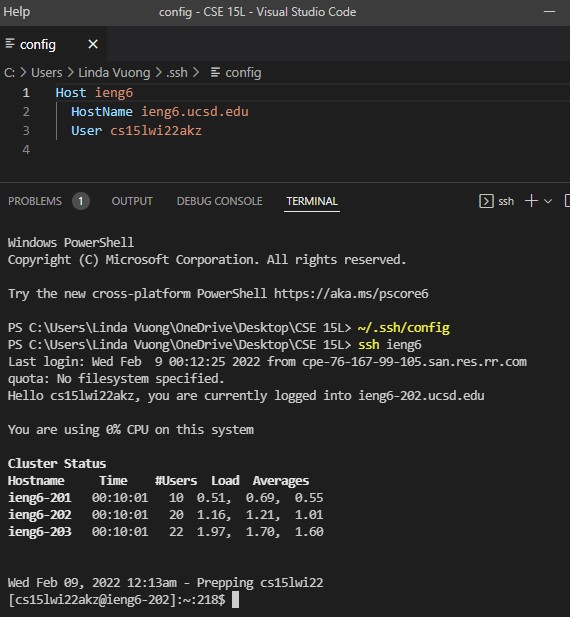 Help config - CSE 15L - Visual Studio Code
config
C: > Users > Linda Vuong > .ssh > config
1 Host ieng6
2 HostName ieng6.ucsd.edu
3 User cs15lwi22akz
4
PROBLEMS 1 OUTPUT DEBUG CONSOLE TERMINAL ssh
Windows PowerShell
Copyright (C) Microsoft Corporation. All rights reserved.
Try the new cross-platform PowerShell https://aka.ms/pscore6
PS C:\Users\Linda Vuong\OneDrive\Desktop\CSE 15L> ~/.ssh/config
PS C:\Users\Linda Vuong\OneDrive\Desktop\CSE 15L> ssh ieng6
Last login: Wed Feb  9 00:12:25 2022 from cpe-76-167-99-105.san.res.rr.com
quota: No filesystem specified.
Hello cs15lwi22akz, you are currently logged into ieng6-202.ucsd.edu
You are using 0% CPU on this system
Cluster Status
Hostname     Time    #Users  Load  Averages
ieng6-201   00:10:01   10  0.51,  0.69,  0.55
ieng6-202   00:10:01   20  1.16,  1.21,  1.01
ieng6-203   00:10:01   22  1.97,  1.70,  1.60
Wed Feb 09, 2022 12:13am - Prepping cs15lwi22
[cs15lwi22akz@ieng6-202]:~:218$